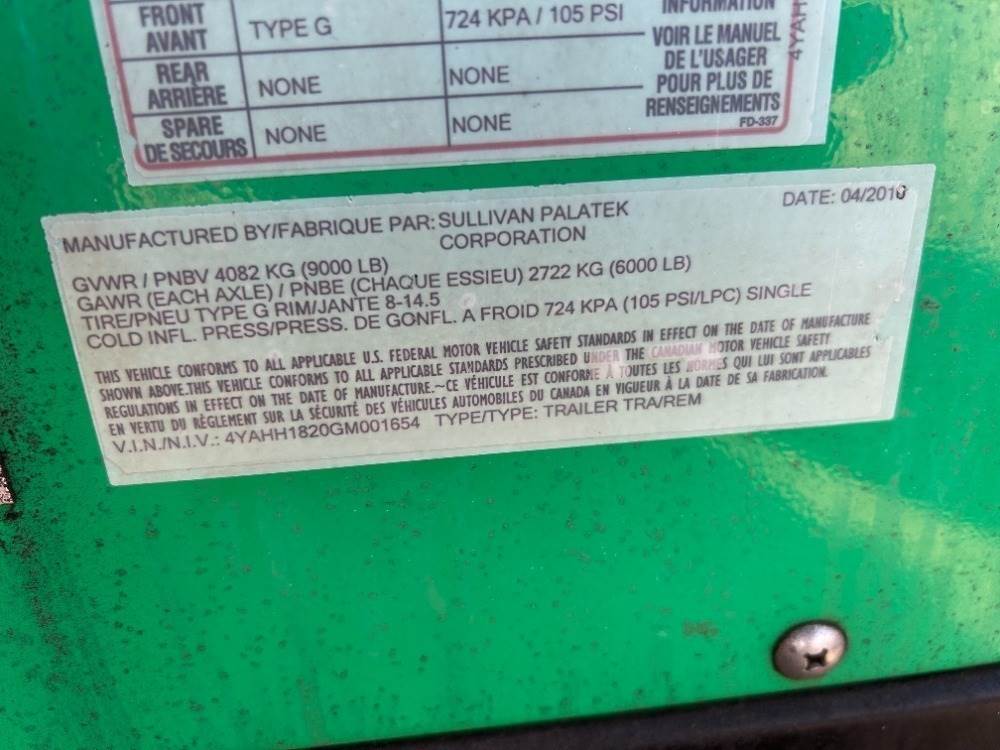 INFORMATION
FRONT TYPE G 724 KPA / 105 PSI
AVANT
VOIR LE MANUEL
DE L'USAGER
POUR PLUS DE
RENSEIGNEMENTS
REAR NONE NONE
ARRIÈRE
SPARE NONE NONE
DE SECOURS
FD-337
4YAH
MANUFACTURED BY/FABRIQUE PAR: SULLIVAN PALATEK DATE: 04/2016
CORPORATION
GVWR / PNBV 4082 KG (9000 LB)
GAWR (EACH AXLE) / PNBE (CHAQUE ESSIEU) 2722 KG (6000 LB)
TIRE/PNEU TYPE G RIM/JANTE 8-14.5
COLD INFL. PRESS/PRESS. DE GONFL. A FROID 724 KPA (105 PSI/LPC) SINGLE
THIS VEHICLE CONFORMS TO ALL APPLICABLE U.S. FEDERAL MOTOR VEHICLE SAFETY STANDARDS IN EFFECT ON THE DATE OF MANUFACTURE
SHOWN ABOVE.THIS VEHICLE CONFORMS TO ALL APPLICABLE STANDARDS PRESCRIBED UNDER THE CANADIAN MOTOR VEHICLE SAFETY
REGULATIONS IN EFFECT ON THE DATE OF MANUFACTURE.~CE VÉHICULE EST CONFORME À TOUTES LES NORMES QUI LUI SONT APPLICABLES
EN VERTU DU RÈGLEMENT SUR LA SÉCURITÉ DES VÉHICULES AUTOMOBILES DU CANADA EN VIGUEUR À LA DATE DE SA FABRICATION.
V.I.N./N.I.V.: 4YAHH1820GM001654 TYPE/TYPE: TRAILER TRA/REM